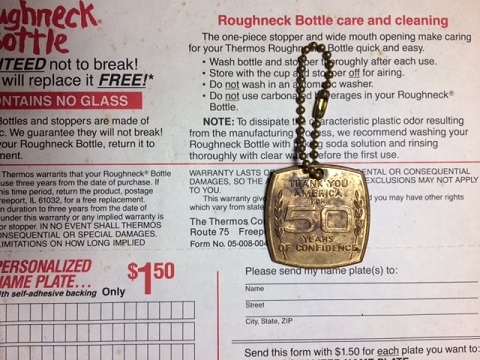 Roughneck
Bottle
GUARANTEED not to break!
will replace it FREE!*
CONTAINS NO GLASS
Bottles and stoppers are made of
We guarantee they will not break!
your Roughneck Bottle, return it to
Thermos warrants that your Roughneck® Bottle
use three years from the date of purchase. If
this time period, return the product, postage
Freeport, IL 61032, for a free replacement.
duration to three years from the date of
under this warranty or any implied warranty is
or stopper. IN NO EVENT SHALL THERMOS
CONSEQUENTIAL OR SPECIAL DAMAGES.
LIMITATIONS ON HOW LONG IMPLIED
PERSONALIZED
NAME PLATE...
with self-adhesive backing Only $1.50
Roughneck Bottle care and cleaning
The one-piece stopper and wide mouth opening make caring
for your Thermos Roughneck Bottle quick and easy.
• Wash bottle and stopper thoroughly after each use.
• Store with the cup and stopper off for airing.
• Do not wash in an automatic washer.
• Do not use carbonated beverages in your Roughneck®
Bottle.
NOTE: To dissipate the characteristic plastic odor resulting
from the manufacturing process, we recommend washing your
Roughneck Bottle with soda solution and rinsing
thoroughly with clear water before the first use.
WARRANTY LASTS OR INCIDENTAL OR CONSEQUENTIAL
DAMAGES, SO THE EXCLUSIONS MAY NOT APPLY
TO YOU.
This warranty gives you may have other rights
which vary from state
The Thermos Co
Route 75 Freep
Form No. 05-008-00
THANK YOU
AMERICA
50
YEARS
OF CONFIDENCE
Please send my name plate(s) to:
Name
Street
City, State, ZIP
Send this form with $1.50 for each plate you want to: